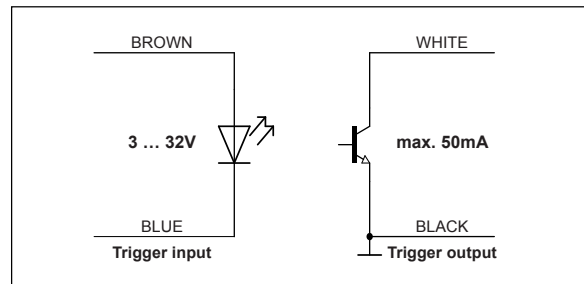 BROWN
WHITE
3 … 32V
max. 50mA
BLUE
BLACK
Trigger input
Trigger output